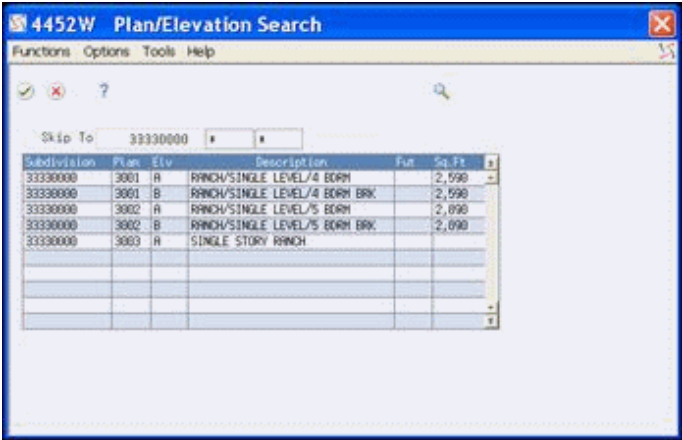 4452W Plan/Elevation Search
Functions Options Tools Help
?
Skip To 33330000 * *
Subdivision Plan Elv Description Fut Sq.Ft
33330000 3001 A RANCH/SINGLE LEVEL/4 BDRM 2,590
33330000 3001 B RANCH/SINGLE LEVEL/4 BDRM BRK 2,590
33330000 3002 A RANCH/SINGLE LEVEL/5 BDRM 2,890
33330000 3002 B RANCH/SINGLE LEVEL/5 BDRM BRK 2,890
33330000 3003 A SINGLE STORY RANCH